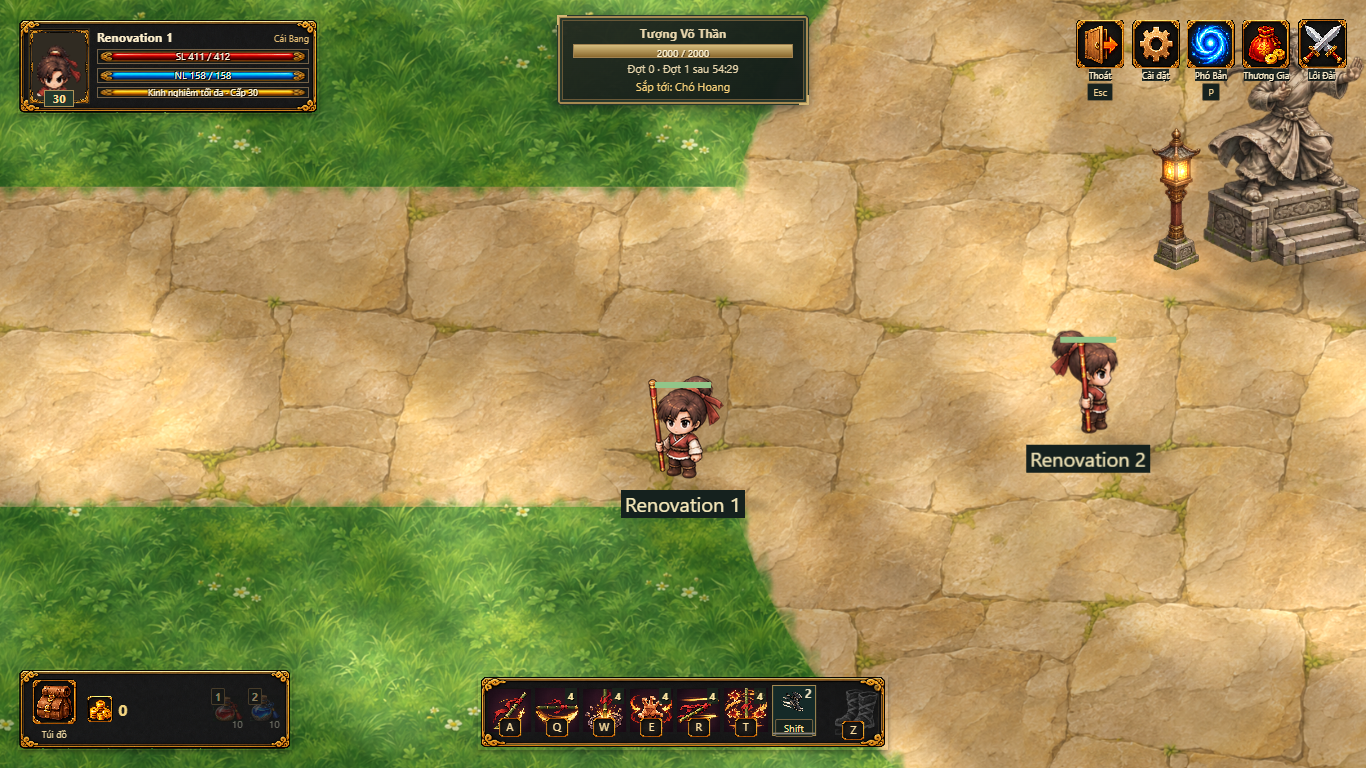 Renovation 1
Cái Bang
SL 411 / 412
NL 158 / 158
Kinh nghiệm tối đa - Cấp 30
30
Tượng Võ Thần
2000 / 2000
Đợt 0 · Đợt 1 sau 54:29
Sắp tới: Chó Hoang
Thoát
Cài đặt
Phó Bản
Thương Gia
Lôi Đài
Esc
P
Renovation 2
Renovation 1
Túi đồ
0
1
10
2
10
A
4
Q
4
W
4
E
4
R
4
T
2
Shift
Z